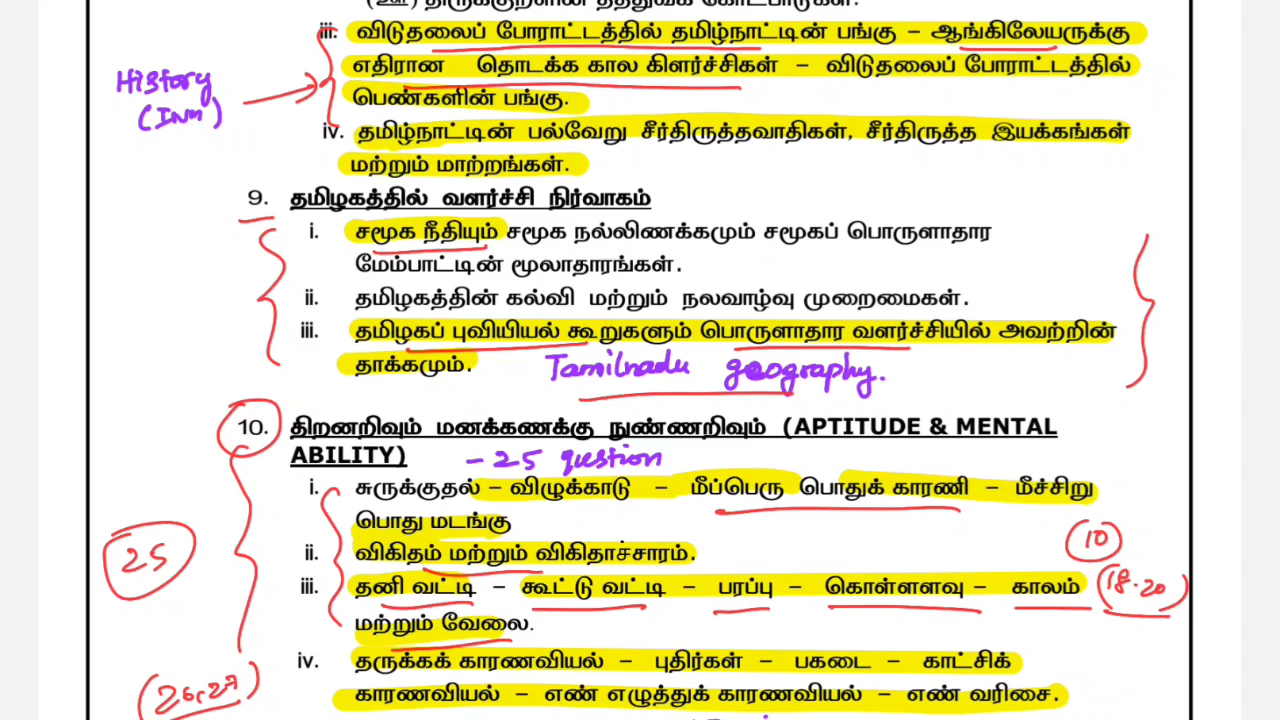 (ஊ) திருக்குறளின் தத்துவக் கோட்பாடுகள்.
iii. விடுதலைப் போராட்டத்தில் தமிழ்நாட்டின் பங்கு – ஆங்கிலேயருக்கு
எதிரான தொடக்க கால கிளர்ச்சிகள் – விடுதலைப் போராட்டத்தில்
பெண்களின் பங்கு.
History
(INM)
iv. தமிழ்நாட்டின் பல்வேறு சீர்திருத்தவாதிகள், சீர்திருத்த இயக்கங்கள்
மற்றும் மாற்றங்கள்.
9. தமிழகத்தில் வளர்ச்சி நிர்வாகம்
i. சமூக நீதியும் சமூக நல்லிணக்கமும் சமூகப் பொருளாதார
மேம்பாட்டின் மூலாதாரங்கள்.
ii. தமிழகத்தின் கல்வி மற்றும் நலவாழ்வு முறைமைகள்.
iii. தமிழகப் புவியியல் கூறுகளும் பொருளாதார வளர்ச்சியில் அவற்றின்
தாக்கமும்.
Tamilnadu geography.
10. திறனறிவும் மனக்கணக்கு நுண்ணறிவும் (APTITUDE & MENTAL
ABILITY)
- 25 question
i. சுருக்குதல் – விழுக்காடு – மீப்பெரு பொதுக் காரணி – மீச்சிறு
பொது மடங்கு
ii. விகிதம் மற்றும் விகிதாச்சாரம்.
10
25
iii. தனி வட்டி – கூட்டு வட்டி – பரப்பு – கொள்ளளவு – காலம்
(18-20)
மற்றும் வேலை.
iv. தருக்கக் காரணவியல் – புதிர்கள் – பகடை – காட்சிக்
காரணவியல் – எண் எழுத்துக் காரணவியல் – எண் வரிசை.
(26,27)